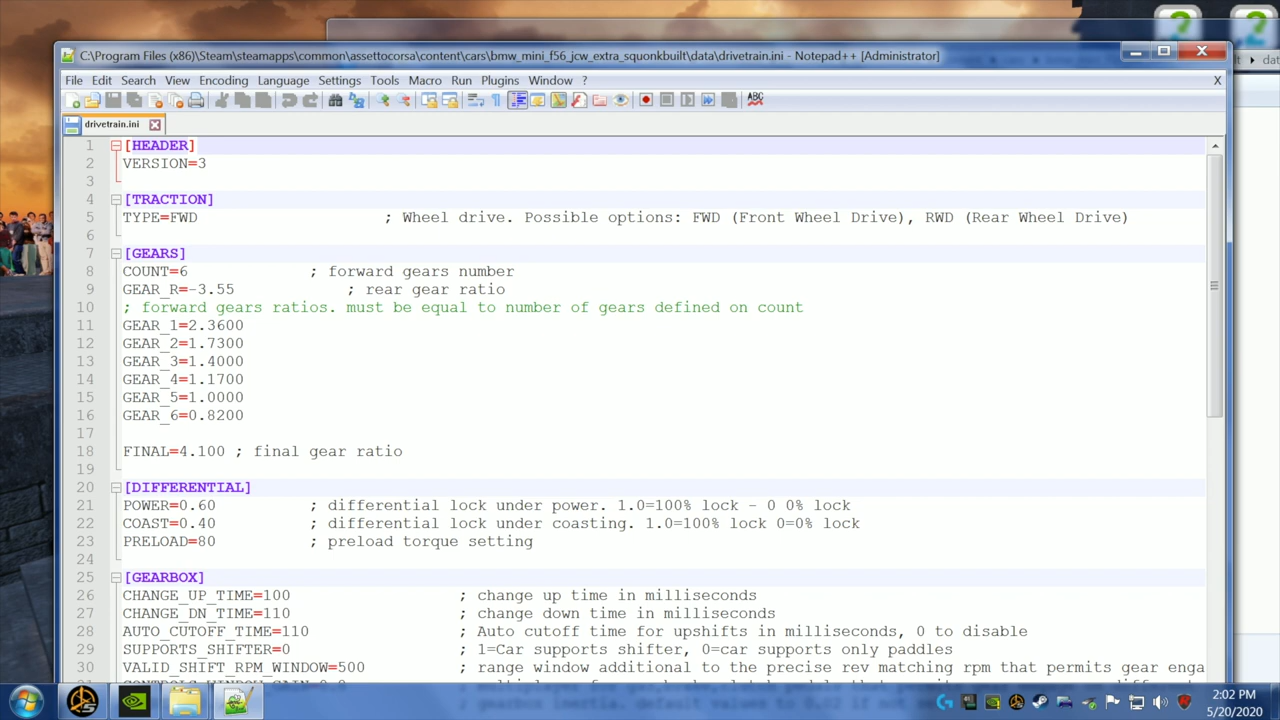 C:\Program Files (x86)\Steam\steamapps\common\assettocorsa\content\cars\bmw_mini_f56_jcw_extra_squonkbuilt\data\drivetrain.ini - Notepad++ [Administrator]
File Edit Search View Encoding Language Settings Tools Macro Run Plugins Window ? X
drivetrain.ini
1 [HEADER]
2 VERSION=3
3
4 [TRACTION]
5 TYPE=FWD ; Wheel drive. Possible options: FWD (Front Wheel Drive), RWD (Rear Wheel Drive)
6
7 [GEARS]
8 COUNT=6 ; forward gears number
9 GEAR_R=-3.55 ; rear gear ratio
10 ; forward gears ratios. must be equal to number of gears defined on count
11 GEAR_1=2.3600
12 GEAR_2=1.7300
13 GEAR_3=1.4000
14 GEAR_4=1.1700
15 GEAR_5=1.0000
16 GEAR_6=0.8200
17
18 FINAL=4.100 ; final gear ratio
19
20 [DIFFERENTIAL]
21 POWER=0.60 ; differential lock under power. 1.0=100% lock - 0 0% lock
22 COAST=0.40 ; differential lock under coasting. 1.0=100% lock 0=0% lock
23 PRELOAD=80 ; preload torque setting
24
25 [GEARBOX]
26 CHANGE_UP_TIME=100 ; change up time in milliseconds
27 CHANGE_DN_TIME=110 ; change down time in milliseconds
28 AUTO_CUTOFF_TIME=110 ; Auto cutoff time for upshifts in milliseconds, 0 to disable
29 SUPPORTS_SHIFTER=0 ; 1=Car supports shifter, 0=car supports only paddles
30 VALID_SHIFT_RPM_WINDOW=500 ; range window additional to the precise rev matching rpm that permits gear enga
2:02 PM
5/20/2020